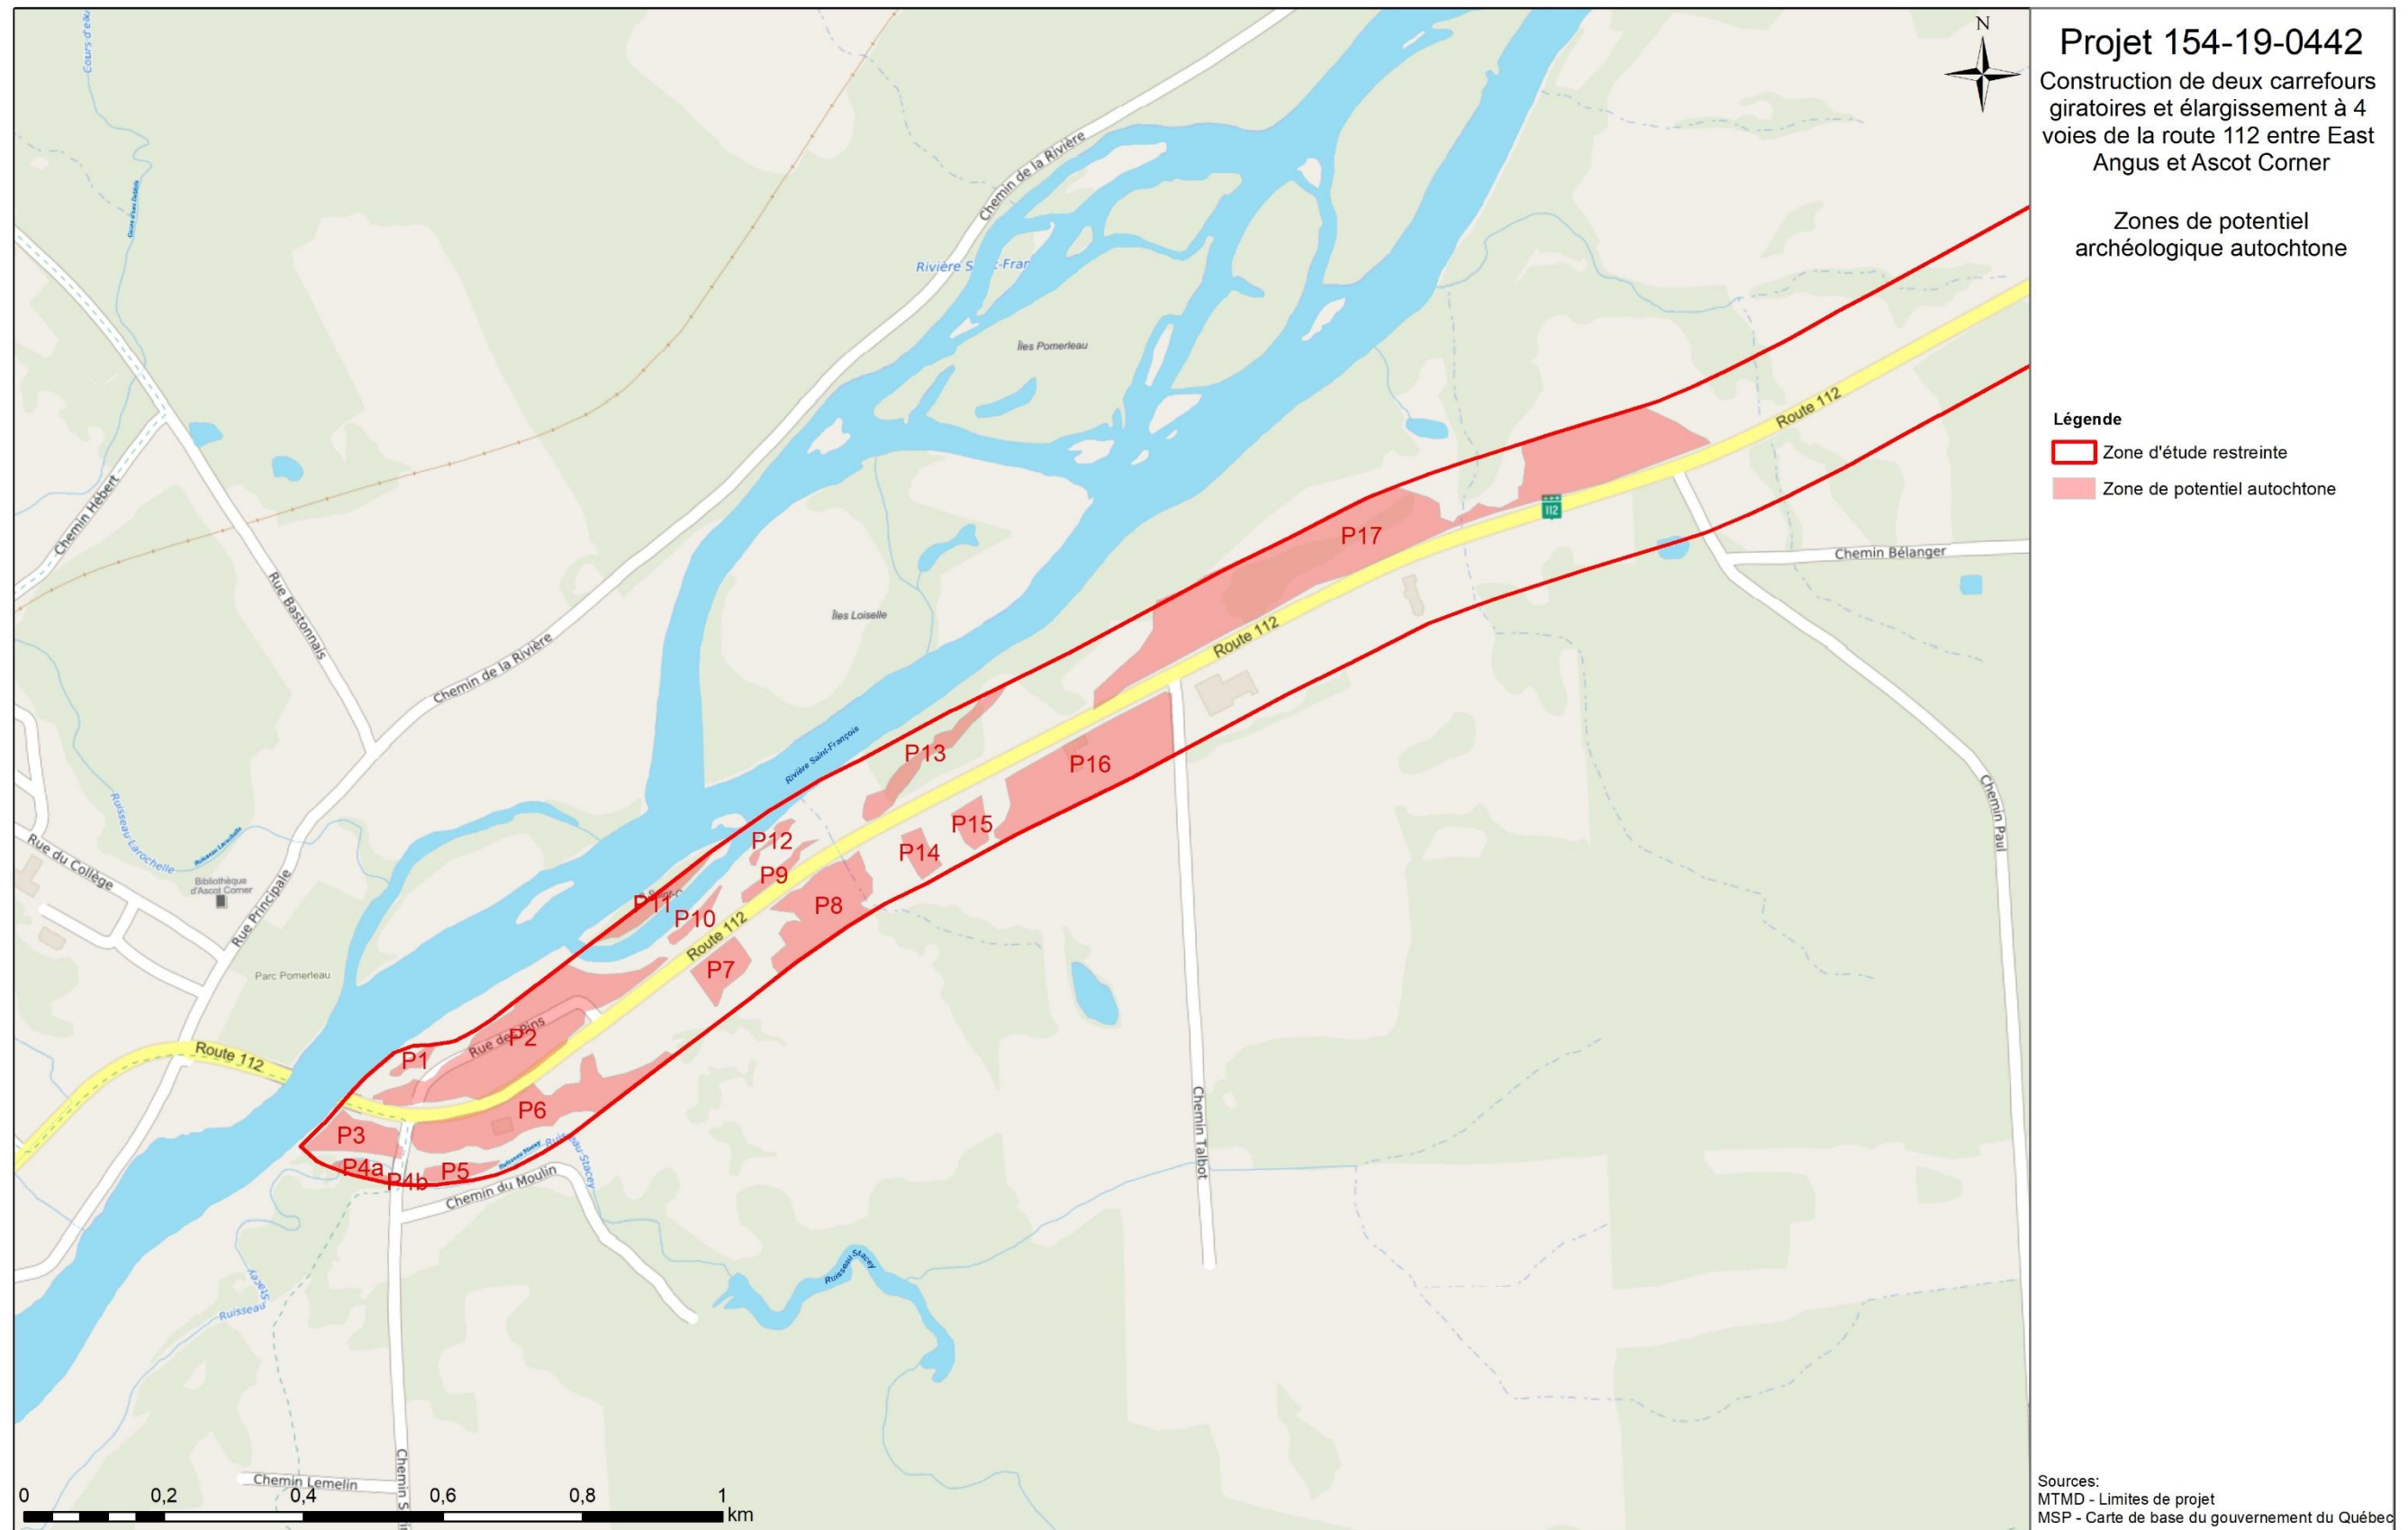 N
Projet 154-19-0442
Construction de deux carrefours
giratoires et élargissement à 4
voies de la route 112 entre East
Angus et Ascot Corner
Zones de potentiel
archéologique autochtone
Légende
Zone d'étude restreinte
Zone de potentiel autochtone
Sources:
MTMD - Limites de projet
MSP - Carte de base du gouvernement du Québec
Chemin de la Rivière
Îles Pomerleau
Route 112
112
Chemin Hébert
P17
Chemin Bélanger
Rue Bastonnais
Îles Loiselle
Route 112
Chemin de la Rivière
Rivière Saint-François
P13
P16
Chemin Paul
Ruisseau Larochelle
Ruisseau Larochelle
P15
P12
P14
Rue du Collège
P9
Bibliothèque
d'Ascot Corner
P11
P10
P8
Rue Principale
Route 112
P7
Parc Pomerleau
P2
Route 112
P1
P6
P3
P4a
P5
P4b
Chemin du Moulin
Ruisseau Stacey
Chemin Talbot
Ruisseau Stacey
Ruisseau Stacey
Chemin Lemelin
0 0,2 0,4 0,6 0,8 1
km